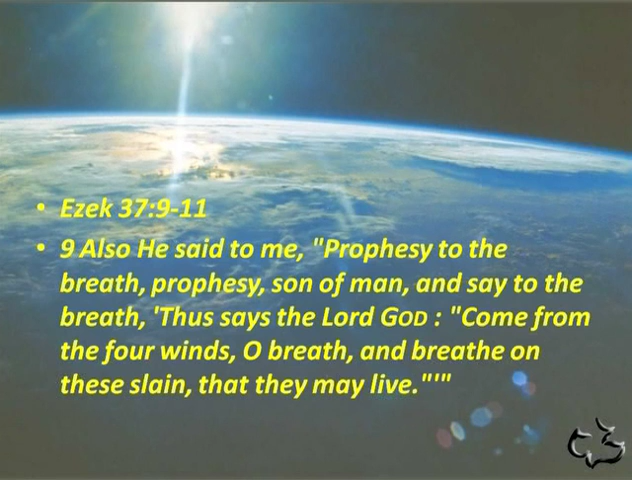 • Ezek 37:9-11
• 9 Also He said to me, "Prophesy to the
breath, prophesy, son of man, and say to the
breath, 'Thus says the Lord GOD : "Come from
the four winds, O breath, and breathe on
these slain, that they may live."'"